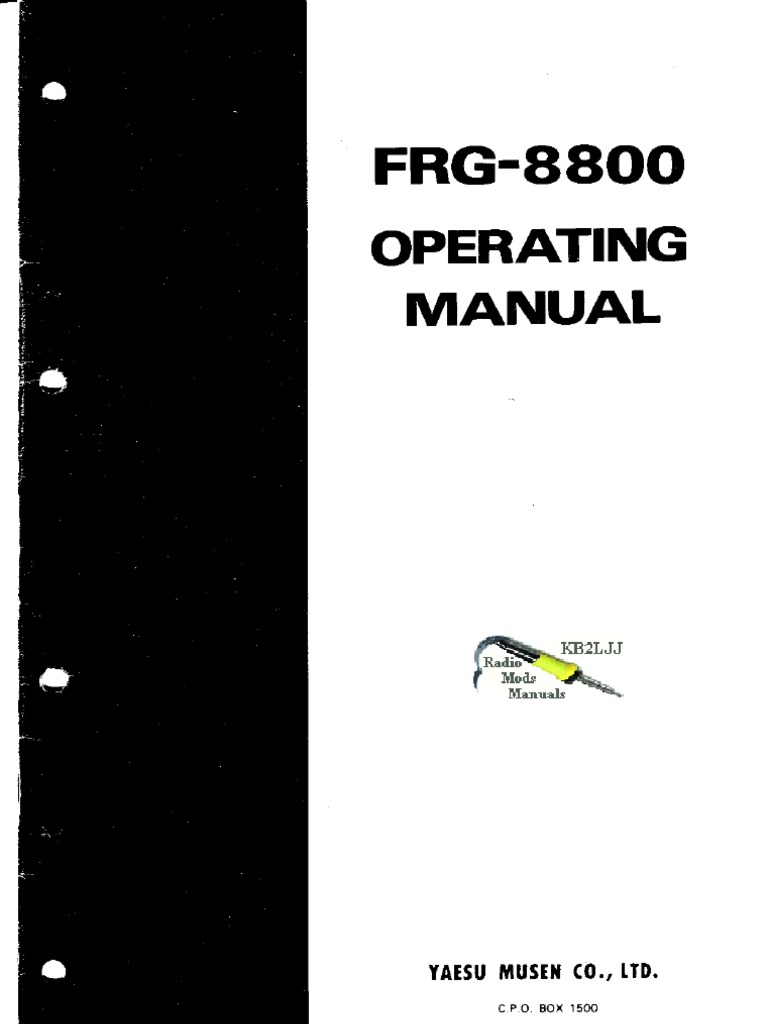 FRG-8800
OPERATING
MANUAL
KB2LJJ
Radio
Mods
Manuals
YAESU MUSEN CO., LTD.
C.P.O. BOX 1500